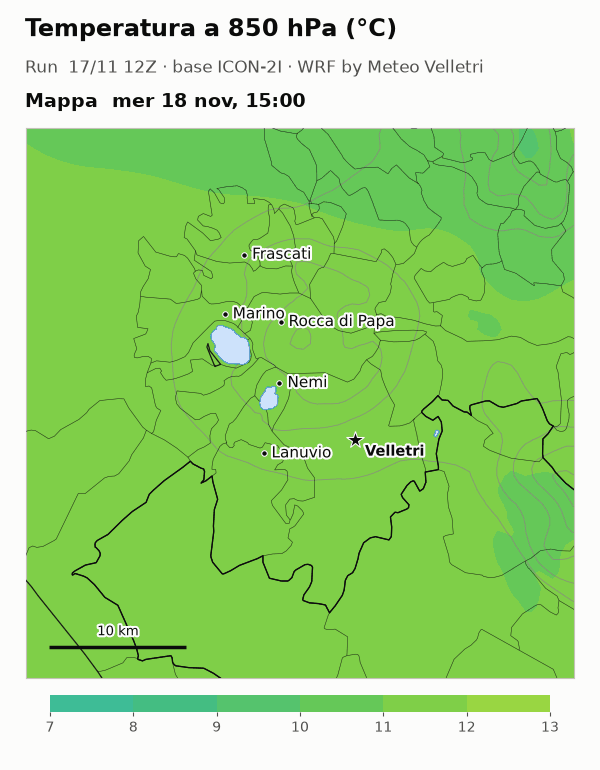 Temperatura a 850 hPa (°C)
Run  17/11 12Z · base ICON-2I · WRF by Meteo Velletri
Mappa  mer 18 nov, 15:00
Frascati
Marino
Rocca di Papa
Nemi
Velletri
Lanuvio
10 km
7 8 9 10 11 12 13